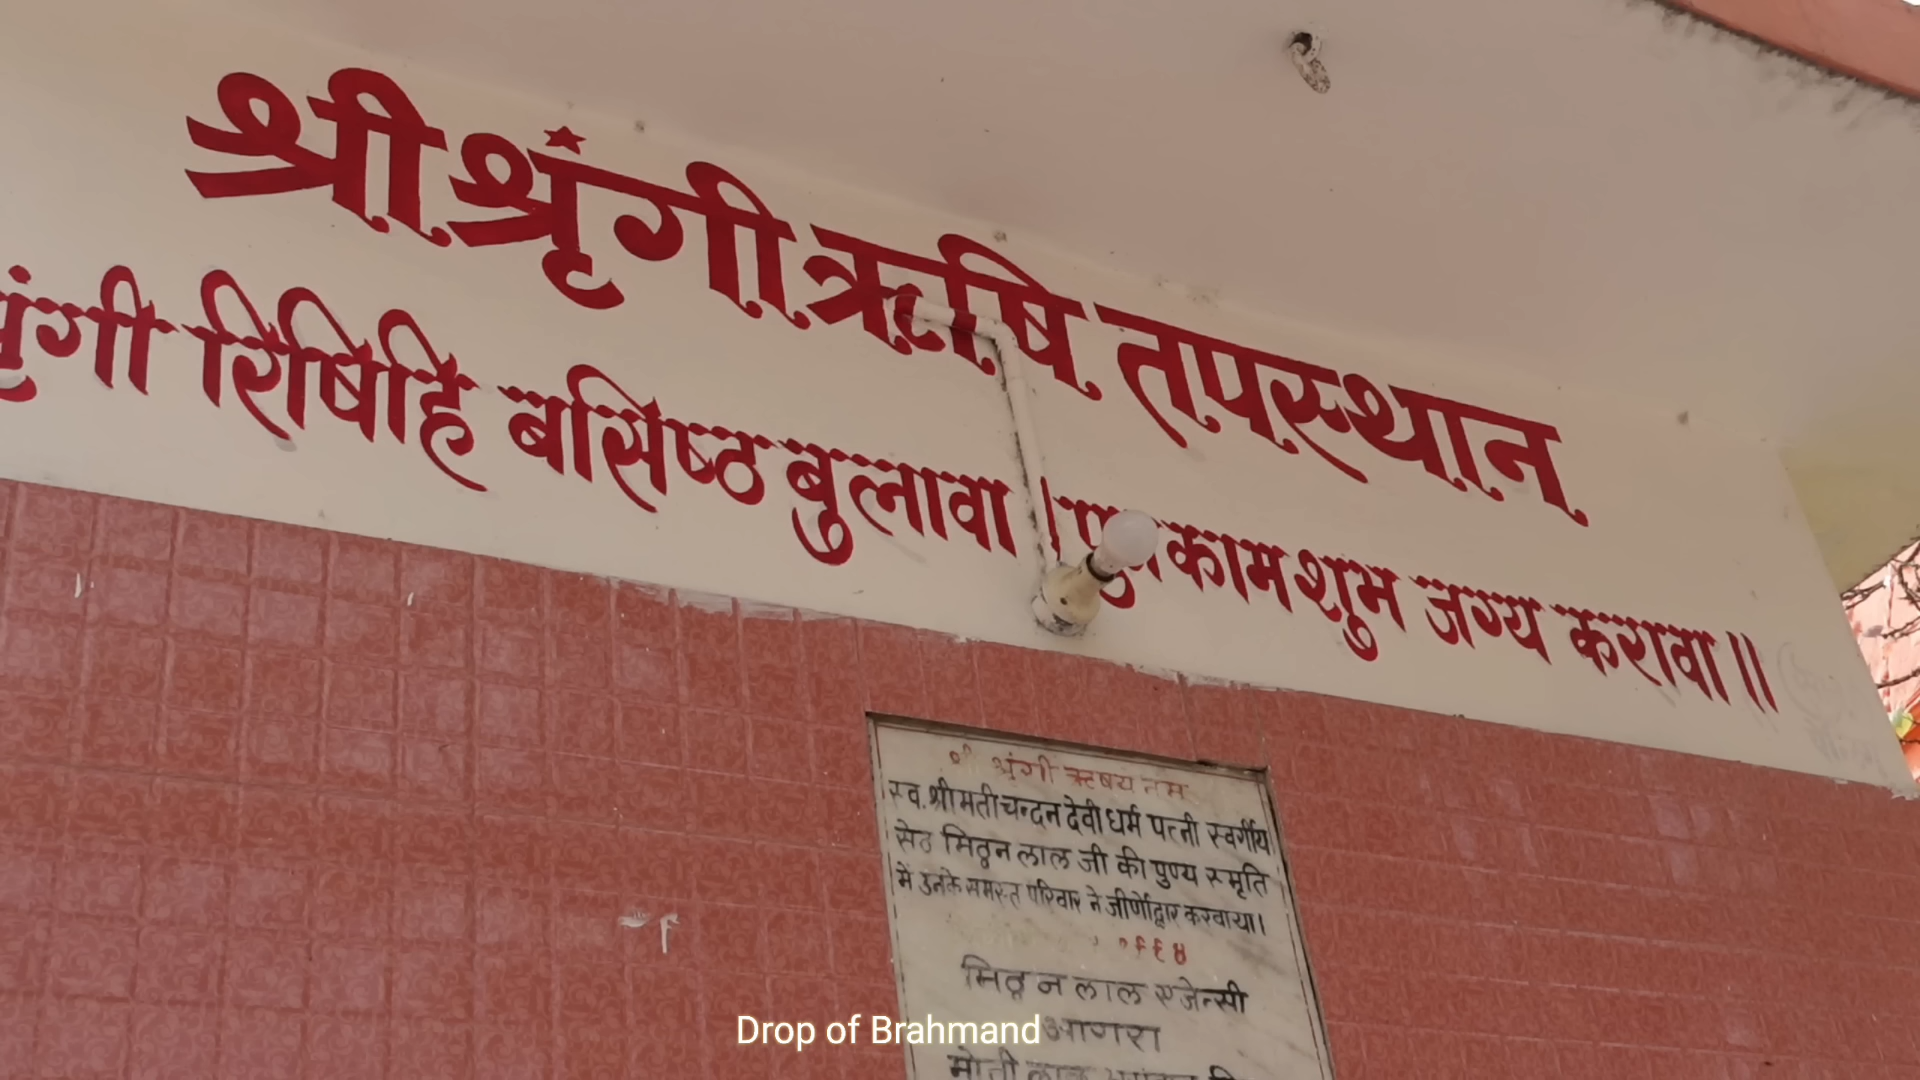 श्री श्रृंगी ऋषि तपस्थान
श्रृंगी रिषिहि बसिष्ठ बुलावा । पुत्रकाम शुभ जग्य करावा ॥
श्री श्रृंगी ऋषय नमः
स्व. श्रीमती चन्दन देवी धर्म पत्नी स्वर्गीय
सेठ मिठ्ठन लाल जी की पुण्य स्मृति
में उनके समस्त परिवार ने जीर्णोद्वार करवाया।
मिठ्ठन लाल एजेन्सी
आगरा
मोती लाल
Drop of Brahmand